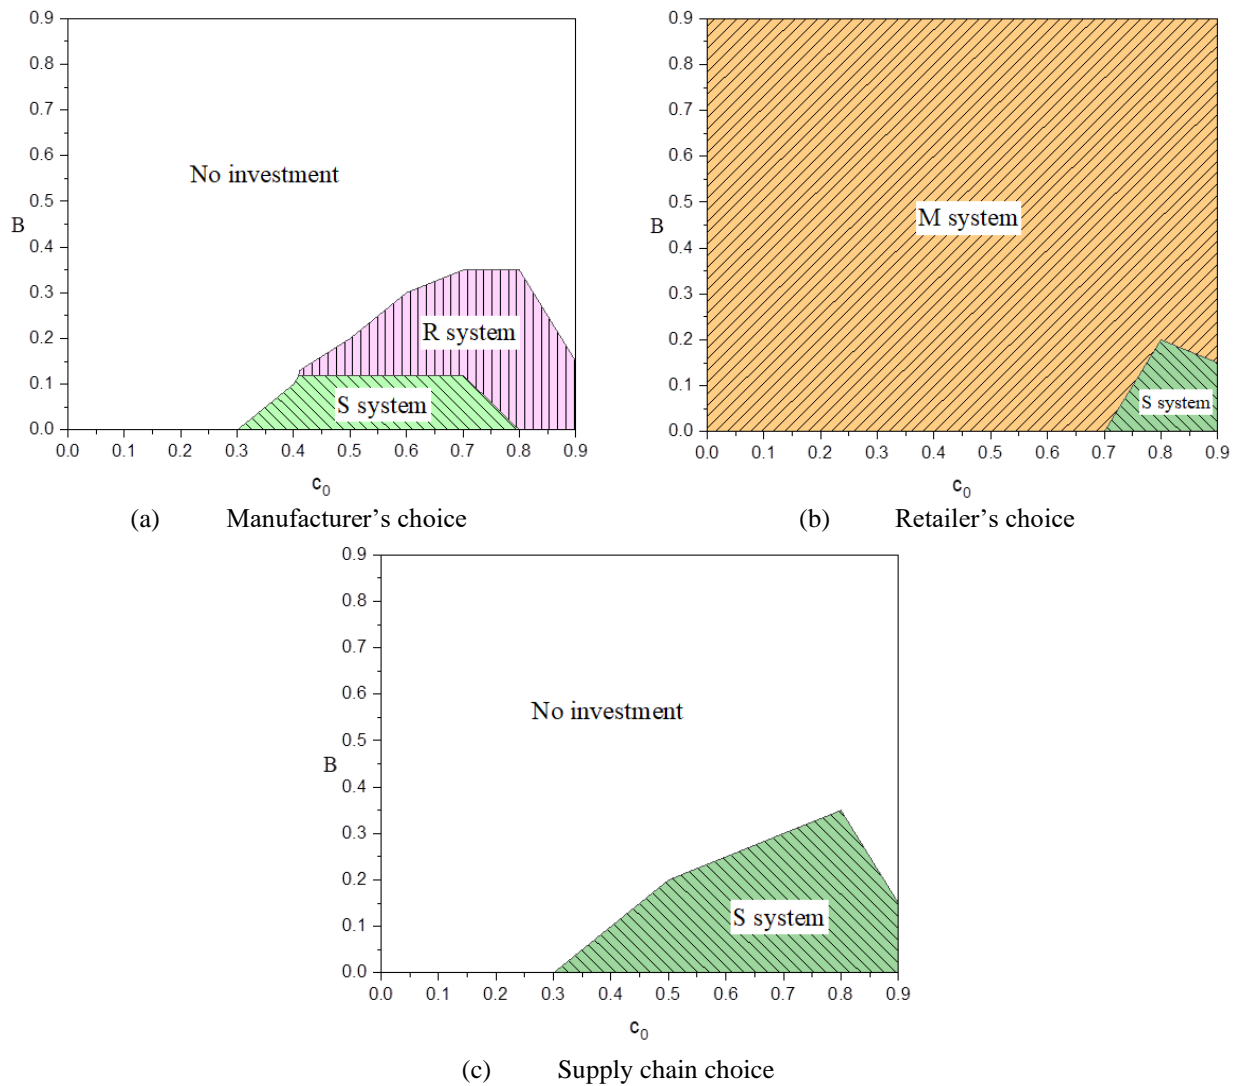 0.9
0.8
0.7
0.6
0.5
0.4
0.3
0.2
0.1
0.0
B
No investment
R system
S system
0.0 0.1 0.2 0.3 0.4 0.5 0.6 0.7 0.8 0.9
c0
(a) Manufacturer’s choice
0.9
0.8
0.7
0.6
0.5
0.4
0.3
0.2
0.1
0.0
B
M system
S system
0.0 0.1 0.2 0.3 0.4 0.5 0.6 0.7 0.8 0.9
c0
(b) Retailer’s choice
0.9
0.8
0.7
0.6
0.5
0.4
0.3
0.2
0.1
0.0
B
No investment
S system
0.0 0.1 0.2 0.3 0.4 0.5 0.6 0.7 0.8 0.9
c0
(c) Supply chain choice